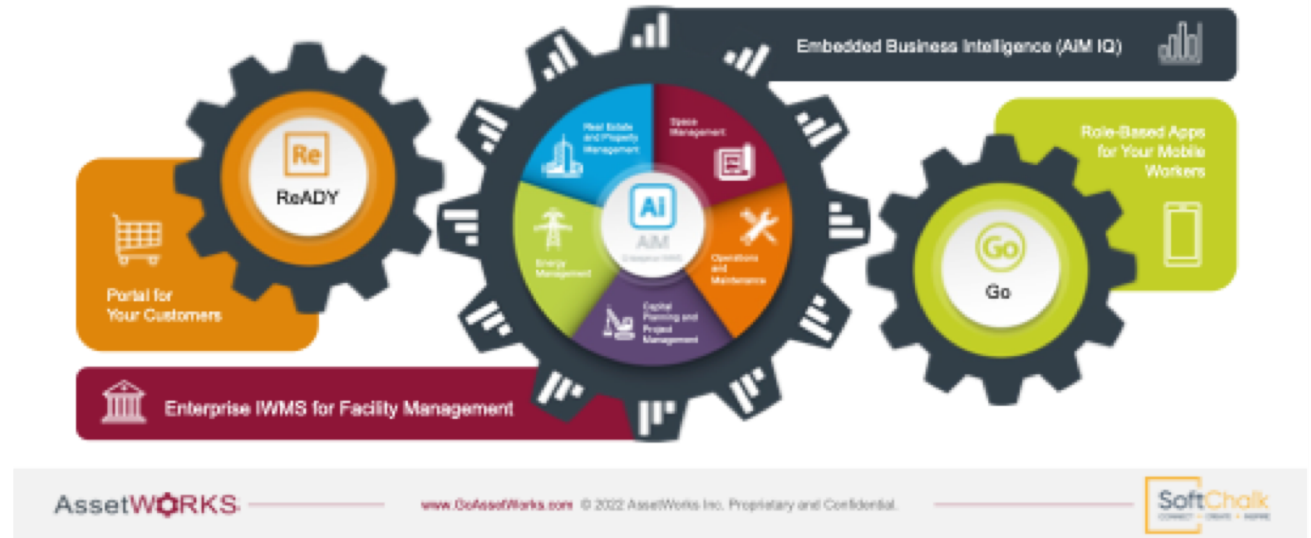 Embedded Business Intelligence (AiM IQ)
Re
ReADY
Portal for
Your Customers
Real Estate
and Property
Management
Space
Management
Ai
AiM
Enterprise IWMS
Energy
Management
Operations
and
Maintenance
Capital
Planning and
Project
Management
Role-Based Apps
for Your Mobile
Workers
Go
Go
Enterprise IWMS for Facility Management
AssetWORKS
www.GoAssetWorks.com © 2022 AssetWorks Inc. Proprietary and Confidential.
SoftChalk
CONNECT • CREATE • INSPIRE